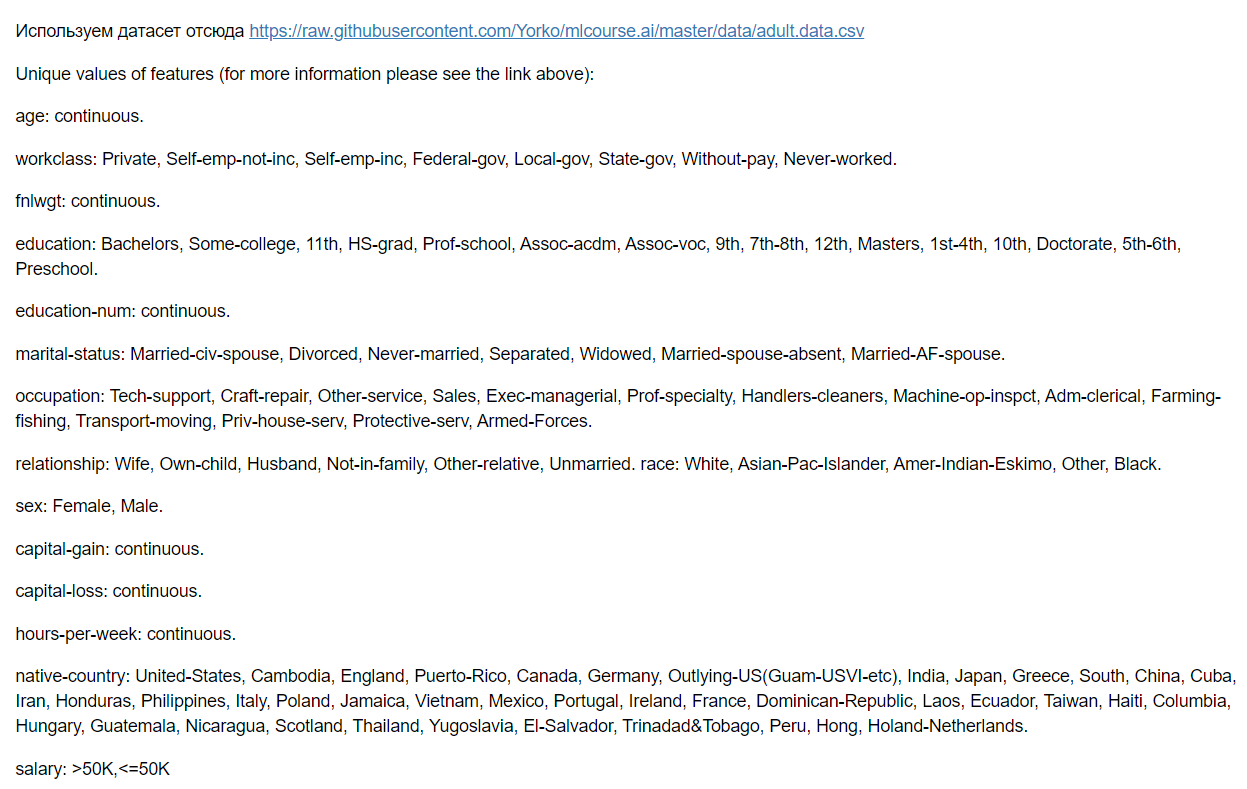 Используем датасет отсюда https://raw.githubusercontent.com/Yorko/mlcourse.ai/master/data/adult.data.csv
Unique values of features (for more information please see the link above):
age: continuous.
workclass: Private, Self-emp-not-inc, Self-emp-inc, Federal-gov, Local-gov, State-gov, Without-pay, Never-worked.
fnlwgt: continuous.
education: Bachelors, Some-college, 11th, HS-grad, Prof-school, Assoc-acdm, Assoc-voc, 9th, 7th-8th, 12th, Masters, 1st-4th, 10th, Doctorate, 5th-6th,
Preschool.
education-num: continuous.
marital-status: Married-civ-spouse, Divorced, Never-married, Separated, Widowed, Married-spouse-absent, Married-AF-spouse.
occupation: Tech-support, Craft-repair, Other-service, Sales, Exec-managerial, Prof-specialty, Handlers-cleaners, Machine-op-inspct, Adm-clerical, Farming-
fishing, Transport-moving, Priv-house-serv, Protective-serv, Armed-Forces.
relationship: Wife, Own-child, Husband, Not-in-family, Other-relative, Unmarried. race: White, Asian-Pac-Islander, Amer-Indian-Eskimo, Other, Black.
sex: Female, Male.
capital-gain: continuous.
capital-loss: continuous.
hours-per-week: continuous.
native-country: United-States, Cambodia, England, Puerto-Rico, Canada, Germany, Outlying-US(Guam-USVI-etc), India, Japan, Greece, South, China, Cuba,
Iran, Honduras, Philippines, Italy, Poland, Jamaica, Vietnam, Mexico, Portugal, Ireland, France, Dominican-Republic, Laos, Ecuador, Taiwan, Haiti, Columbia,
Hungary, Guatemala, Nicaragua, Scotland, Thailand, Yugoslavia, El-Salvador, Trinadad&Tobago, Peru, Hong, Holand-Netherlands.
salary: >50K,<=50K